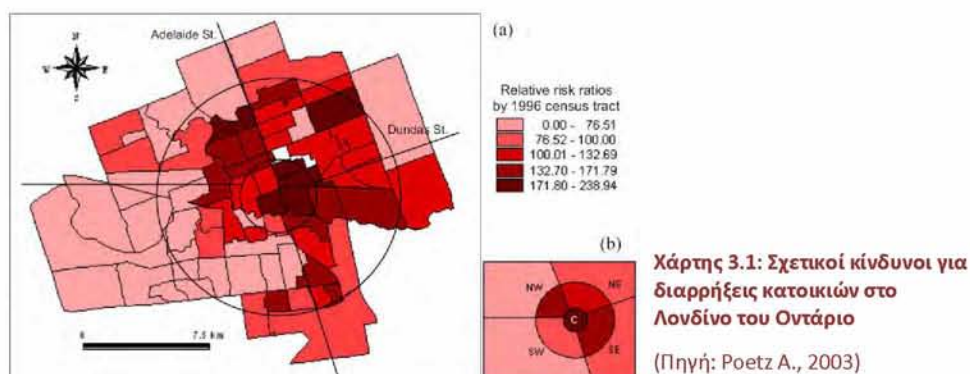 (a)
Adelaide St.
N
W
E
Dundas St.
Relative risk ratios
by 1996 census tract
0.00 - 76.51
76.52 - 100.00
100.01 - 132.69
132.70 - 171.79
171.80 - 238.94
0
7.5 km
(b)
NW
NE
C
SW
SE
Χάρτης 3.1: Σχετικοί κίνδυνοι για
διαρρήξεις κατοικιών στο
Λονδίνο του Οντάριο
(Πηγή: Poetz A., 2003)